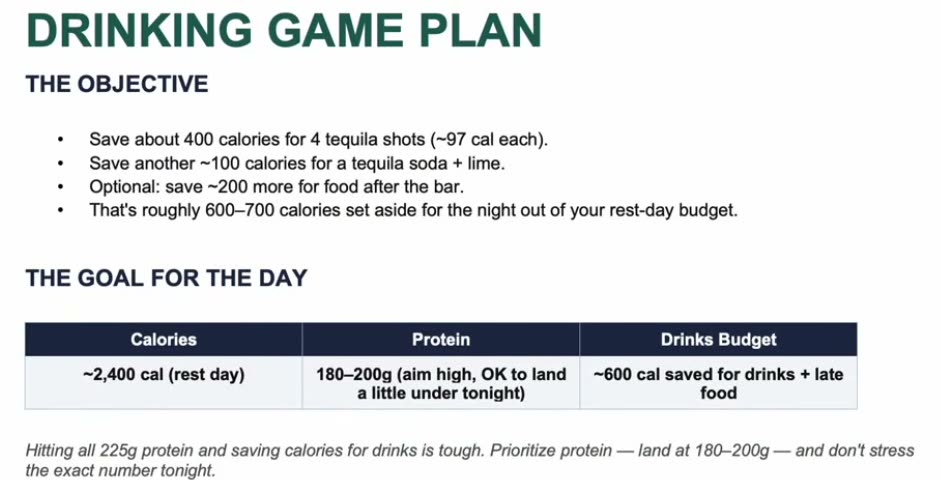 DRINKING GAME PLAN
THE OBJECTIVE
• Save about 400 calories for 4 tequila shots (~97 cal each).
• Save another ~100 calories for a tequila soda + lime.
• Optional: save ~200 more for food after the bar.
• That's roughly 600–700 calories set aside for the night out of your rest-day budget.
THE GOAL FOR THE DAY
Calories Protein Drinks Budget
~2,400 cal (rest day) 180–200g (aim high, OK to land ~600 cal saved for drinks + late
a little under tonight) food
Hitting all 225g protein and saving calories for drinks is tough. Prioritize protein — land at 180–200g — and don't stress
the exact number tonight.